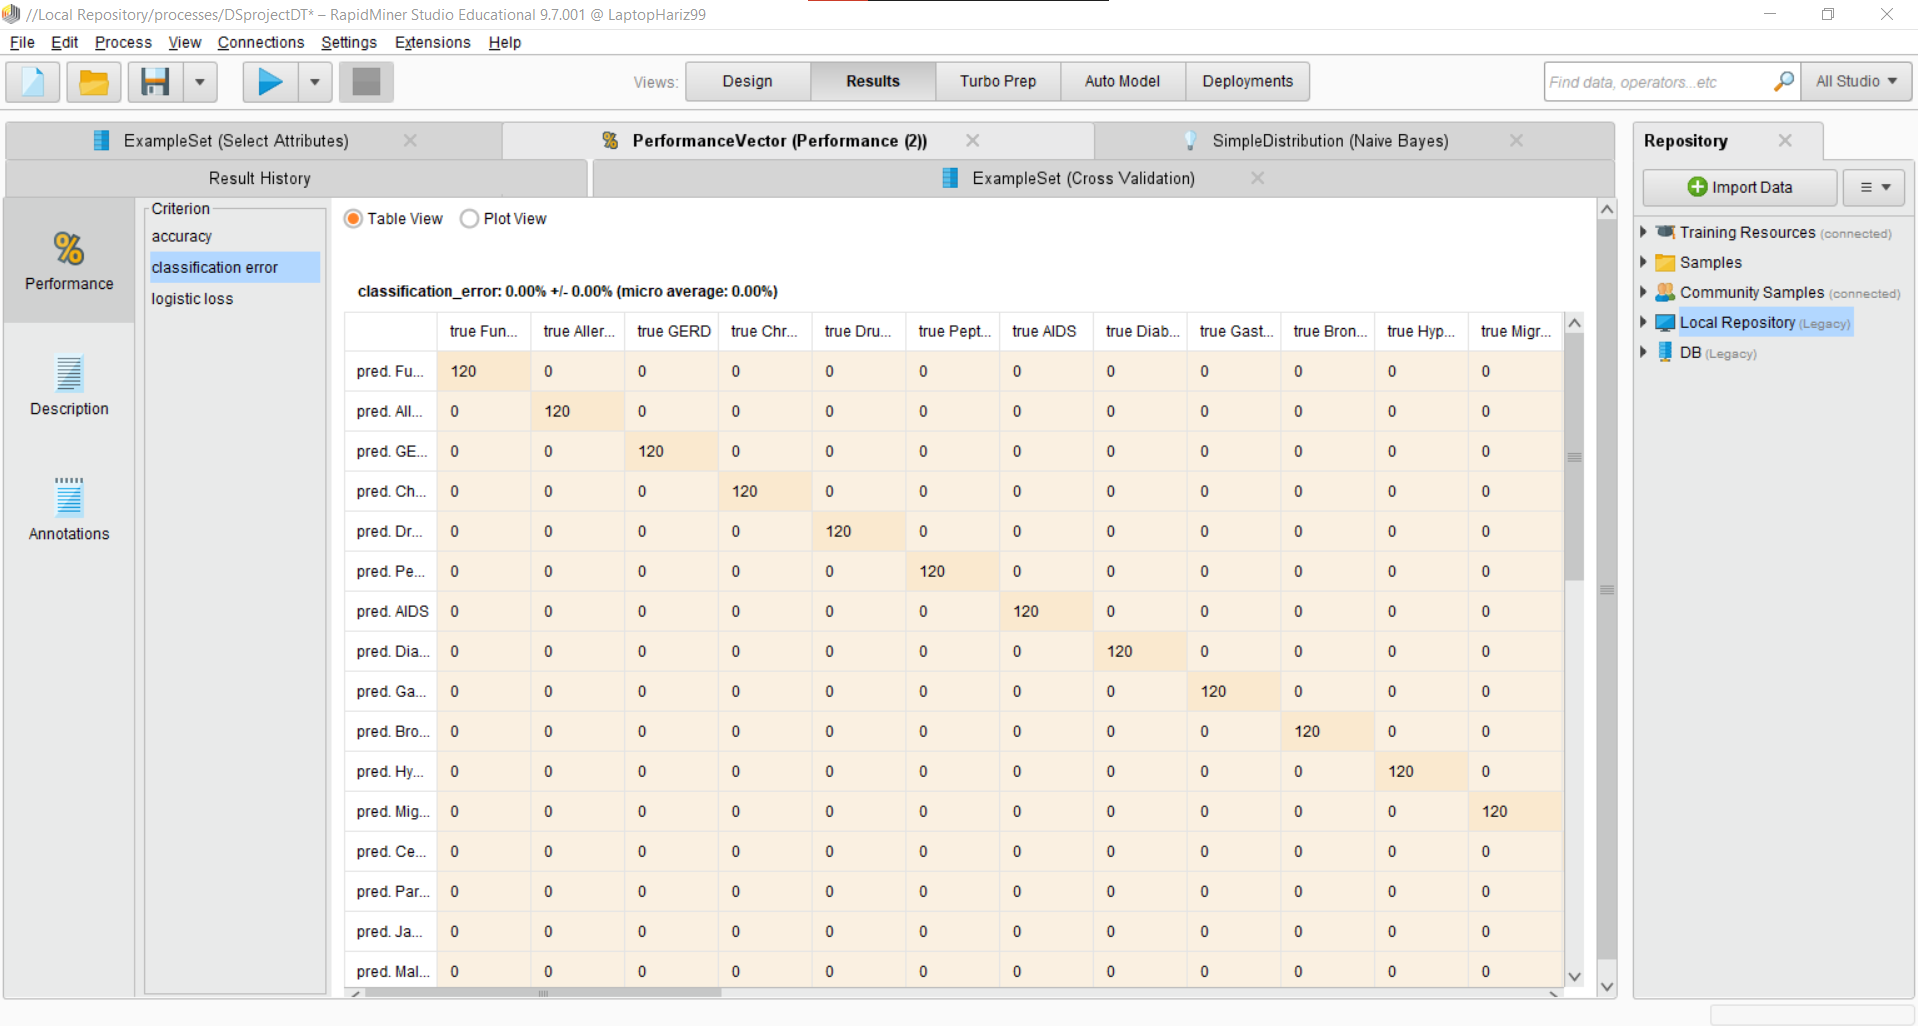 //Local Repository/processes/DSprojectDT* – RapidMiner Studio Educational 9.7.001 @ LaptopHariz99
File Edit Process View Connections Settings Extensions Help
Views: Design Results Turbo Prep Auto Model Deployments Find data, operators...etc All Studio
ExampleSet (Select Attributes) PerformanceVector (Performance (2)) SimpleDistribution (Naive Bayes)
Result History ExampleSet (Cross Validation)
Performance
Description
Annotations
Criterion
accuracy
classification error
logistic loss
Table View Plot View
classification_error: 0.00% +/- 0.00% (micro average: 0.00%)
true Fun... true Aller... true GERD true Chr... true Dru... true Pept... true AIDS true Diab... true Gast... true Bron... true Hyp... true Migr...
pred. Fu... 120 0 0 0 0 0 0 0 0 0 0 0
pred. All... 0 120 0 0 0 0 0 0 0 0 0 0
pred. GE... 0 0 120 0 0 0 0 0 0 0 0 0
pred. Ch... 0 0 0 120 0 0 0 0 0 0 0 0
pred. Dr... 0 0 0 0 120 0 0 0 0 0 0 0
pred. Pe... 0 0 0 0 0 120 0 0 0 0 0 0
pred. AIDS 0 0 0 0 0 0 120 0 0 0 0 0
pred. Dia... 0 0 0 0 0 0 0 120 0 0 0 0
pred. Ga... 0 0 0 0 0 0 0 0 120 0 0 0
pred. Bro... 0 0 0 0 0 0 0 0 0 120 0 0
pred. Hy... 0 0 0 0 0 0 0 0 0 0 120 0
pred. Mig... 0 0 0 0 0 0 0 0 0 0 0 120
pred. Ce... 0 0 0 0 0 0 0 0 0 0 0 0
pred. Par... 0 0 0 0 0 0 0 0 0 0 0 0
pred. Ja... 0 0 0 0 0 0 0 0 0 0 0 0
pred. Mal... 0 0 0 0 0 0 0 0 0 0 0 0
Repository
Import Data
Training Resources (connected)
Samples
Community Samples (connected)
Local Repository (Legacy)
DB (Legacy)